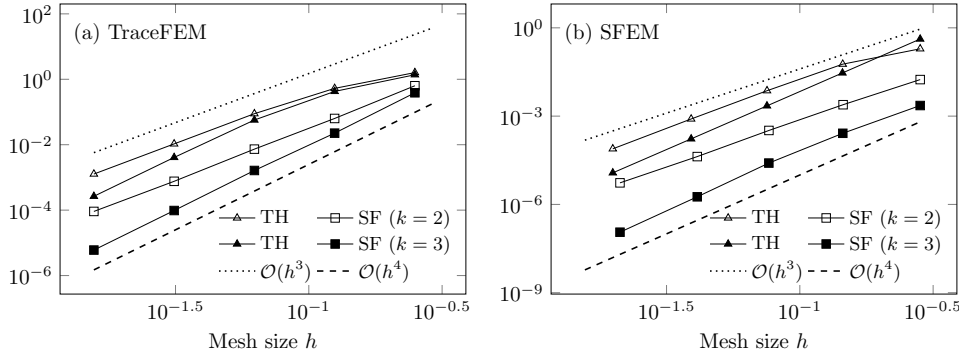 (a) TraceFEM
10^2
10^0
10^−2
10^−4
10^−6
TH
SF (k = 2)
TH
SF (k = 3)
𝒪(h^3)
𝒪(h^4)
10^−1.5
10^−1
10^−0.5
Mesh size h
(b) SFEM
10^0
10^−3
10^−6
10^−9
TH
SF (k = 2)
TH
SF (k = 3)
𝒪(h^3)
𝒪(h^4)
10^−1.5
10^−1
10^−0.5
Mesh size h